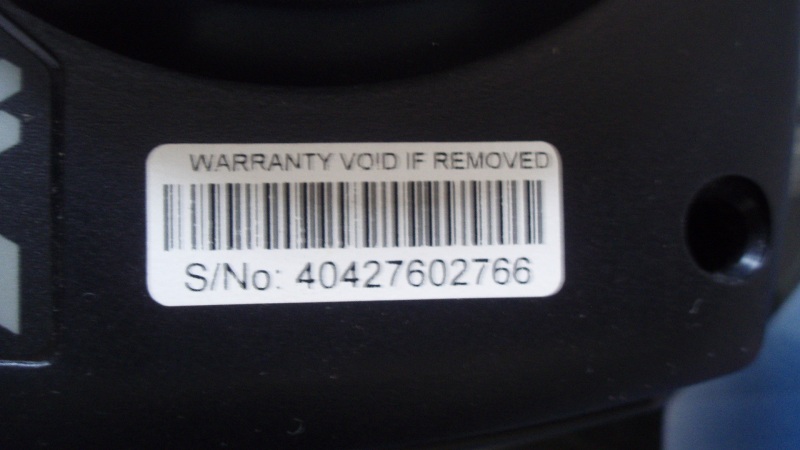 WARRANTY VOID IF REMOVED
S/No: 40427602766